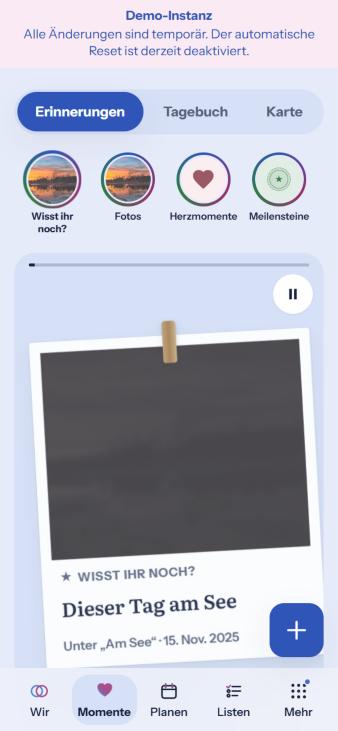 Demo-Instanz
Alle Änderungen sind temporär. Der automatische
Reset ist derzeit deaktiviert.
Erinnerungen
Tagebuch
Karte
Wisst ihr
noch?
Fotos
Herzmomente
Meilensteine
★ WISST IHR NOCH?
Dieser Tag am See
Unter „Am See“ · 15. Nov. 2025
Wir
Momente
Planen
Listen
Mehr